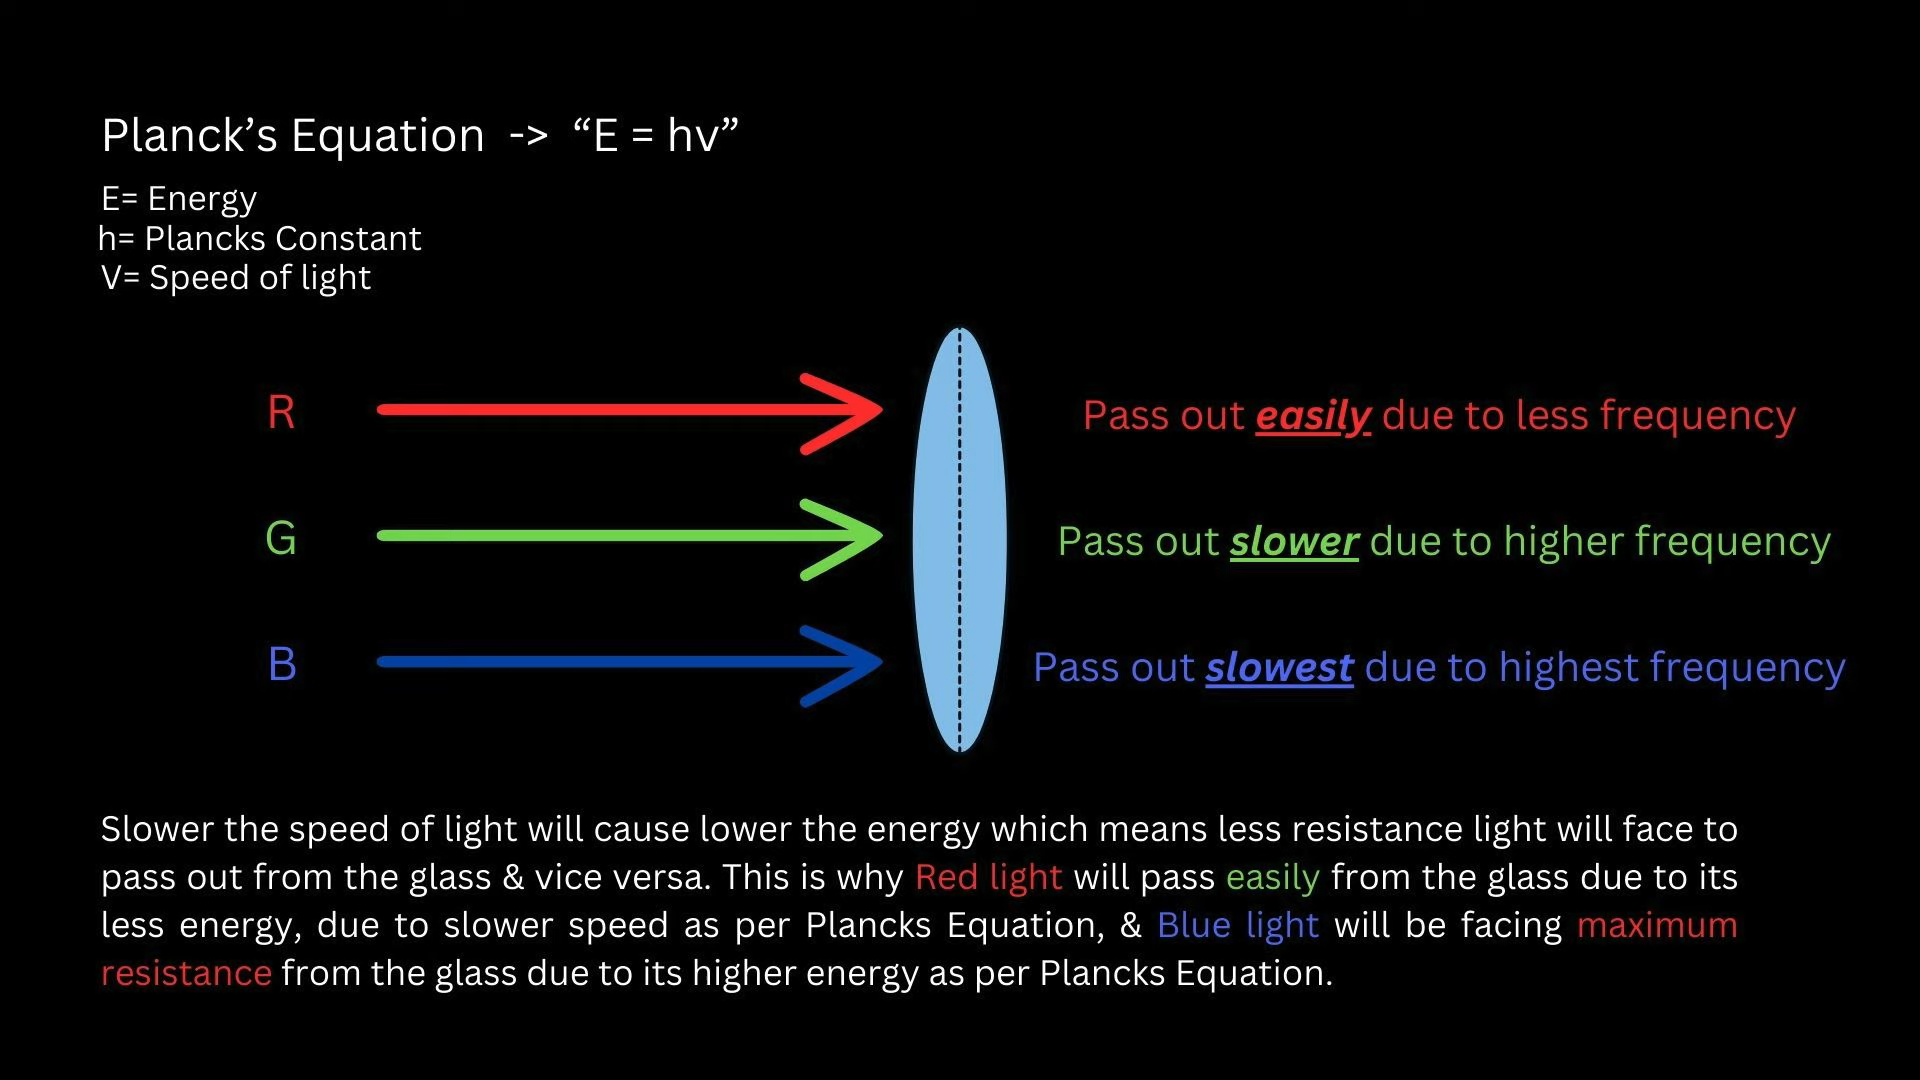 Planck’s Equation -> “E = hv”
E= Energy
h= Plancks Constant
V= Speed of light
R
Pass out easily due to less frequency
G
Pass out slower due to higher frequency
B
Pass out slowest due to highest frequency
Slower the speed of light will cause lower the energy which means less resistance light will face to
pass out from the glass & vice versa. This is why Red light will pass easily from the glass due to its
less energy, due to slower speed as per Plancks Equation, & Blue light will be facing maximum
resistance from the glass due to its higher energy as per Plancks Equation.